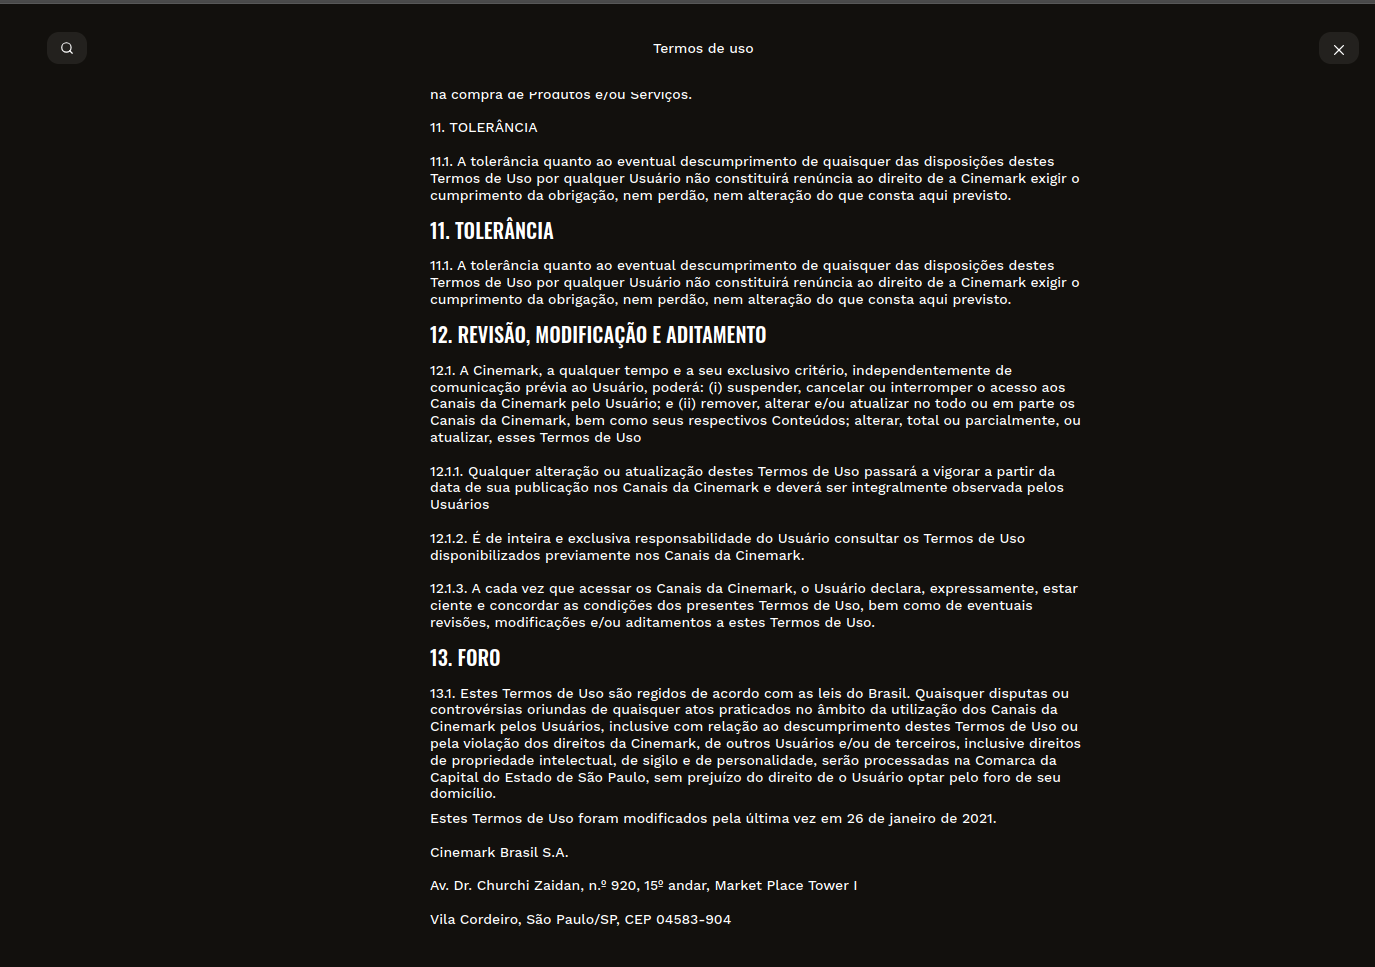 Termos de uso
na compra de Produtos e/ou Serviços.
11. TOLERÂNCIA
11.1. A tolerância quanto ao eventual descumprimento de quaisquer das disposições destes
Termos de Uso por qualquer Usuário não constituirá renúncia ao direito de a Cinemark exigir o
cumprimento da obrigação, nem perdão, nem alteração do que consta aqui previsto.
11. TOLERÂNCIA
11.1. A tolerância quanto ao eventual descumprimento de quaisquer das disposições destes
Termos de Uso por qualquer Usuário não constituirá renúncia ao direito de a Cinemark exigir o
cumprimento da obrigação, nem perdão, nem alteração do que consta aqui previsto.
12. REVISÃO, MODIFICAÇÃO E ADITAMENTO
12.1. A Cinemark, a qualquer tempo e a seu exclusivo critério, independentemente de
comunicação prévia ao Usuário, poderá: (i) suspender, cancelar ou interromper o acesso aos
Canais da Cinemark pelo Usuário; e (ii) remover, alterar e/ou atualizar no todo ou em parte os
Canais da Cinemark, bem como seus respectivos Conteúdos; alterar, total ou parcialmente, ou
atualizar, esses Termos de Uso
12.1.1. Qualquer alteração ou atualização destes Termos de Uso passará a vigorar a partir da
data de sua publicação nos Canais da Cinemark e deverá ser integralmente observada pelos
Usuários
12.1.2. É de inteira e exclusiva responsabilidade do Usuário consultar os Termos de Uso
disponibilizados previamente nos Canais da Cinemark.
12.1.3. A cada vez que acessar os Canais da Cinemark, o Usuário declara, expressamente, estar
ciente e concordar as condições dos presentes Termos de Uso, bem como de eventuais
revisões, modificações e/ou aditamentos a estes Termos de Uso.
13. FORO
13.1. Estes Termos de Uso são regidos de acordo com as leis do Brasil. Quaisquer disputas ou
controvérsias oriundas de quaisquer atos praticados no âmbito da utilização dos Canais da
Cinemark pelos Usuários, inclusive com relação ao descumprimento destes Termos de Uso ou
pela violação dos direitos da Cinemark, de outros Usuários e/ou de terceiros, inclusive direitos
de propriedade intelectual, de sigilo e de personalidade, serão processadas na Comarca da
Capital do Estado de São Paulo, sem prejuízo do direito de o Usuário optar pelo foro de seu
domicílio.
Estes Termos de Uso foram modificados pela última vez em 26 de janeiro de 2021.
Cinemark Brasil S.A.
Av. Dr. Churchi Zaidan, n.º 920, 15º andar, Market Place Tower I
Vila Cordeiro, São Paulo/SP, CEP 04583-904